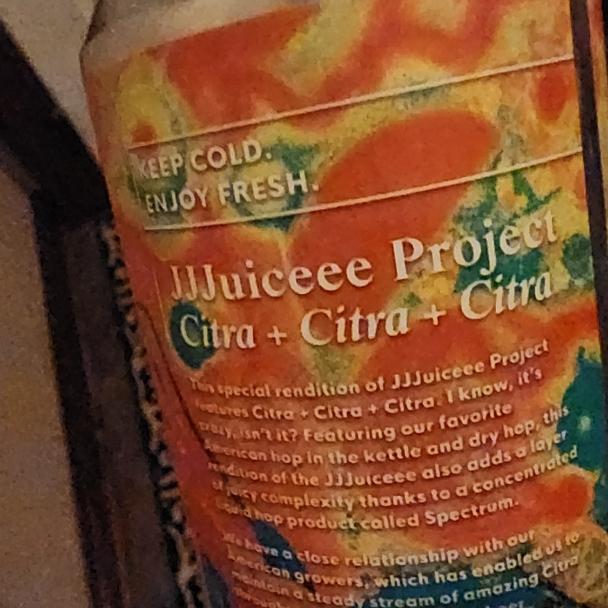 KEEP COLD.
ENJOY FRESH.
JJJuiceee Project
Citra + Citra + Citra
This special rendition of JJJuiceee Project
features Citra + Citra + Citra. I know, it's
crazy, isn't it? Featuring our favorite
American hop in the kettle and dry hop, this
rendition of the JJJuiceee also adds a layer
of juicy complexity thanks to a concentrated
liquid hop product called Spectrum.
We have a close relationship with our
American growers, which has enabled us to
maintain a steady stream of amazing Citra